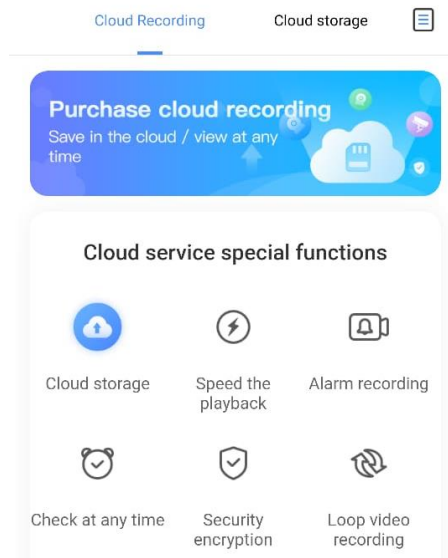 Cloud Recording
Cloud storage
Purchase cloud recording
Save in the cloud / view at any
time
Cloud service special functions
Cloud storage
Speed the
playback
Alarm recording
Check at any time
Security
encryption
Loop video
recording